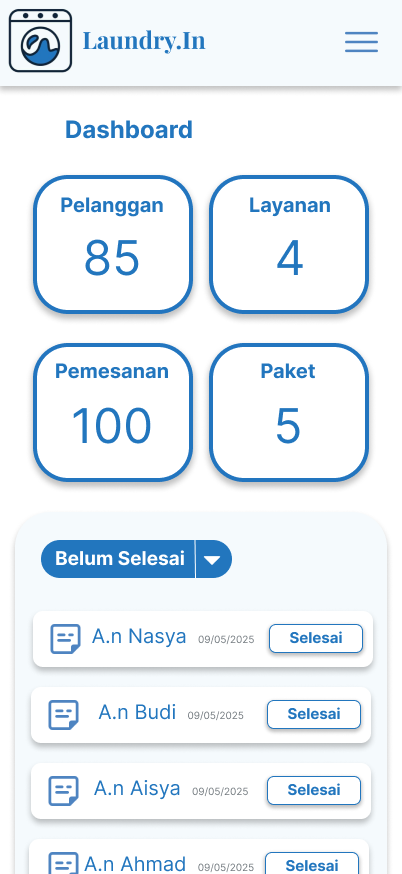 Laundry.In
Dashboard
Pelanggan
85
Layanan
4
Pemesanan
100
Paket
5
Belum Selesai
A.n Nasya 09/05/2025 Selesai
A.n Budi 09/05/2025 Selesai
A.n Aisya 09/05/2025 Selesai
A.n Ahmad 09/05/2025 Selesai